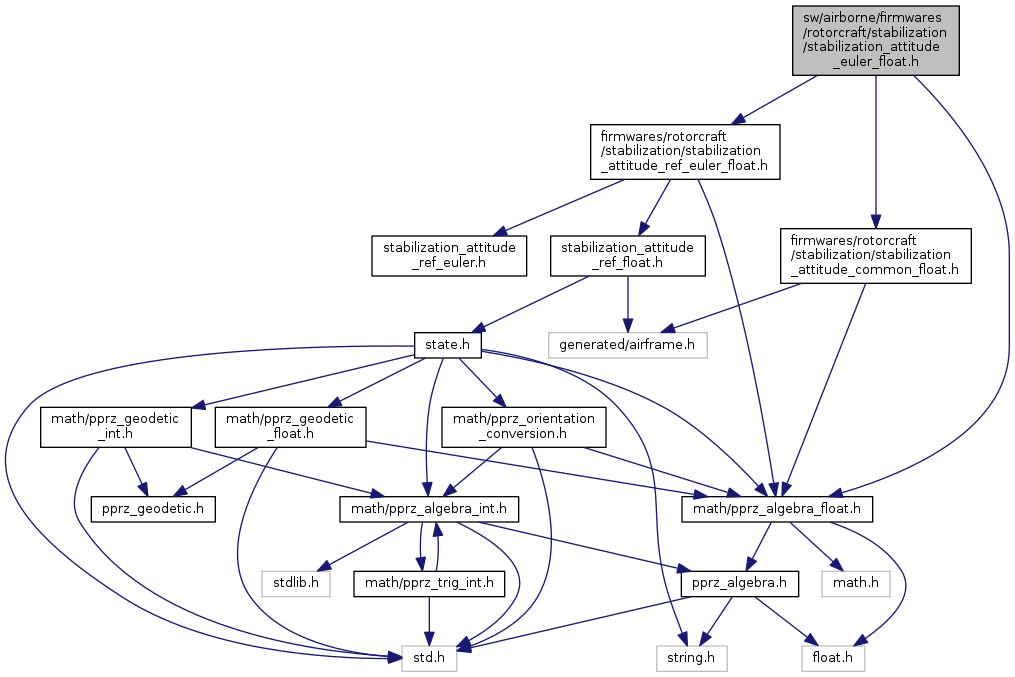 sw/airborne/firmwares
/rotorcraft/stabilization
/stabilization_attitude
_euler_float.h
firmwares/rotorcraft
/stabilization/stabilization
_attitude_ref_euler_float.h
stabilization_attitude
_ref_euler.h
stabilization_attitude
_ref_float.h
firmwares/rotorcraft
/stabilization/stabilization
_attitude_common_float.h
state.h
generated/airframe.h
math/pprz_geodetic
_int.h
math/pprz_geodetic
_float.h
math/pprz_orientation
_conversion.h
pprz_geodetic.h
math/pprz_algebra_int.h
math/pprz_algebra_float.h
stdlib.h
math/pprz_trig_int.h
pprz_algebra.h
math.h
std.h
string.h
float.h